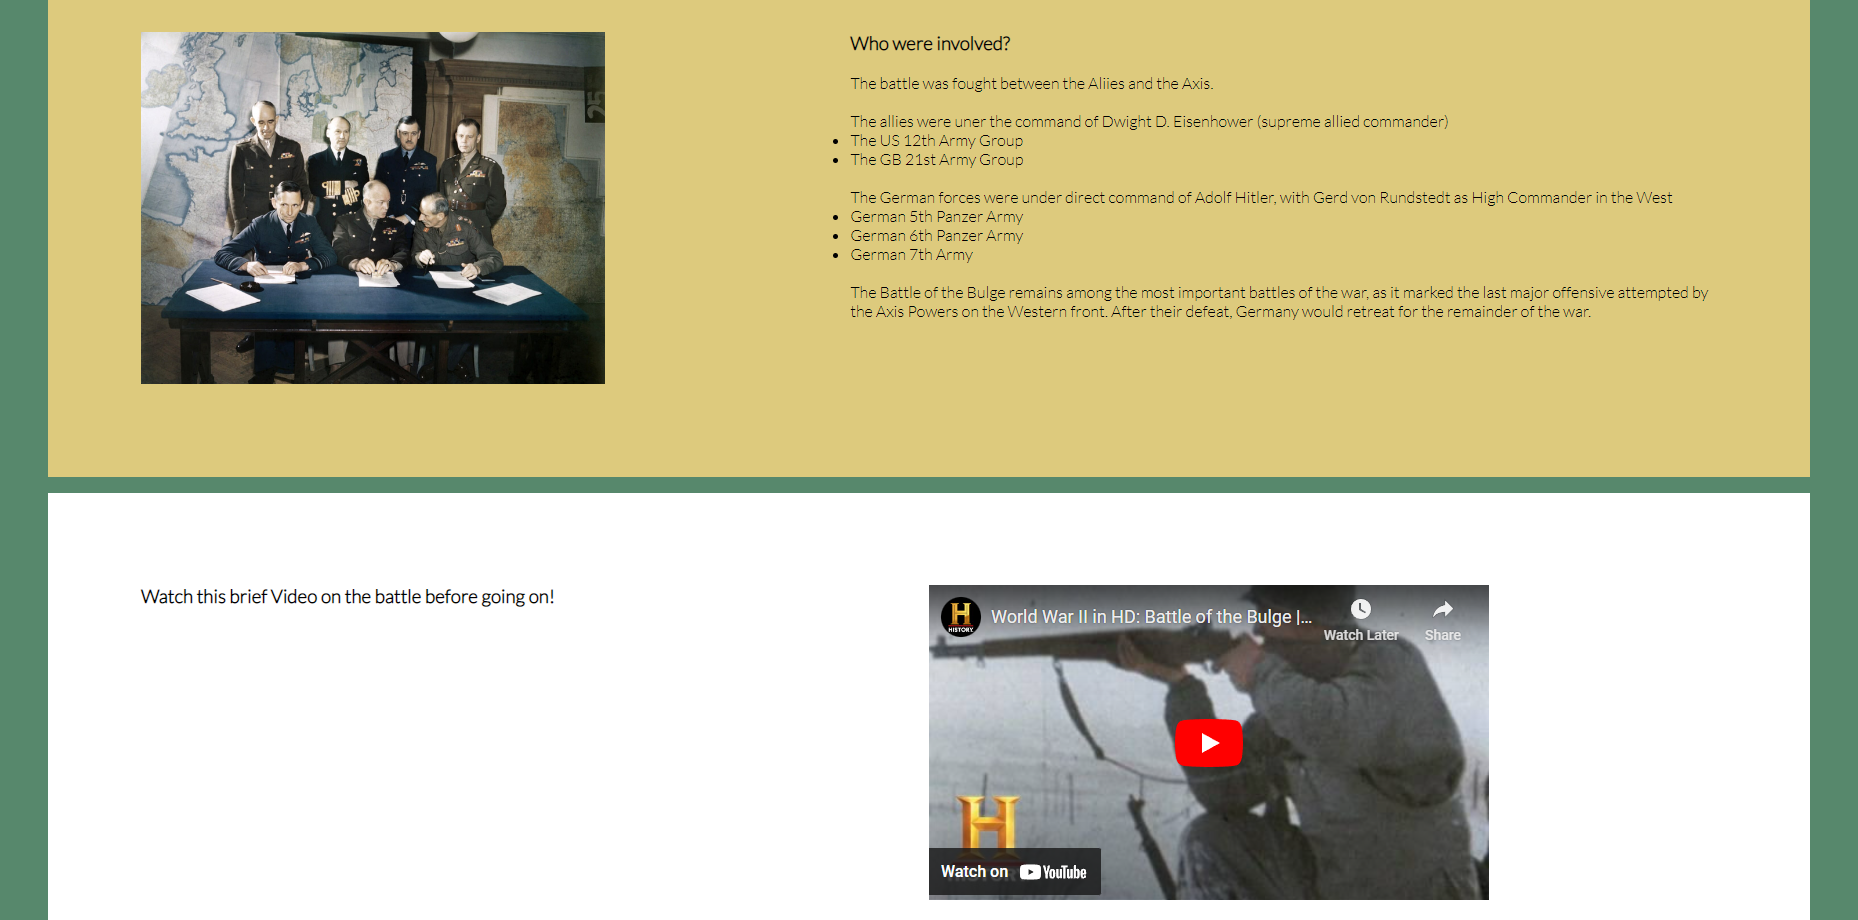 Who were involved?
The battle was fought between the Aliies and the Axis.
The allies were uner the command of Dwight D. Eisenhower (supreme allied commander)
• The US 12th Army Group
• The GB 21st Army Group
The German forces were under direct command of Adolf Hitler, with Gerd von Rundstedt as High Commander in the West
• German 5th Panzer Army
• German 6th Panzer Army
• German 7th Army
The Battle of the Bulge remains among the most important battles of the war, as it marked the last major offensive attempted by
the Axis Powers on the Western front. After their defeat, Germany would retreat for the remainder of the war.
25
Watch this brief Video on the battle before going on!
H
HISTORY
World War II in HD: Battle of the Bulge |...
Watch Later
Share
H
Watch on YouTube